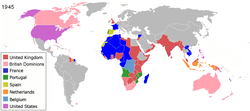 1945
United Kingdom
British Dominions
France
Portugal
Spain
Netherlands
Belgium
United States